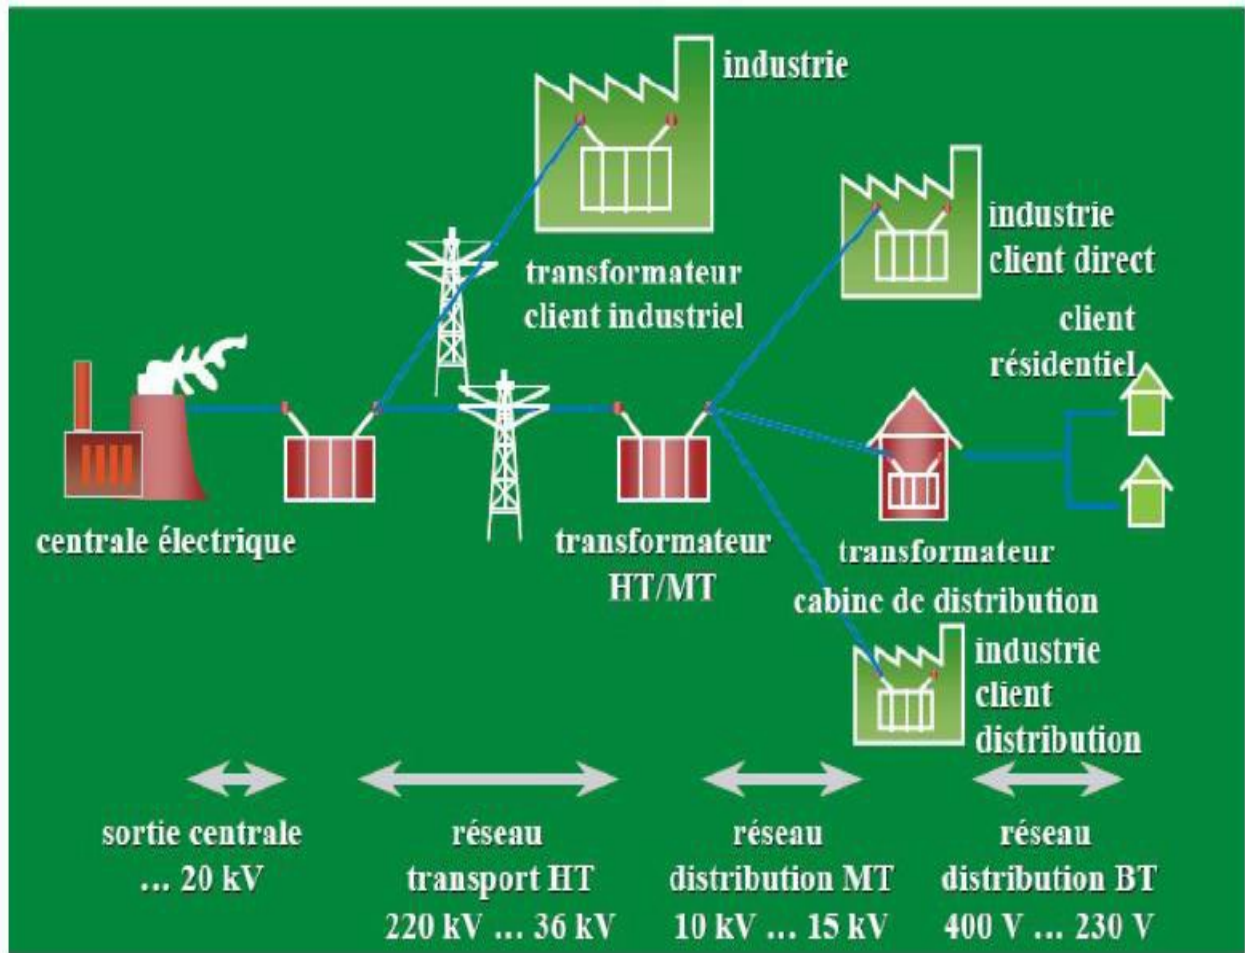 industrie
transformateur
client industriel
industrie
client direct
client
résidentiel
centrale électrique
transformateur
HT/MT
transformateur
cabine de distribution
industrie
client
distribution
sortie centrale
... 20 kV
réseau
transport HT
220 kV ... 36 kV
réseau
distribution MT
10 kV ... 15 kV
réseau
distribution BT
400 V ... 230 V